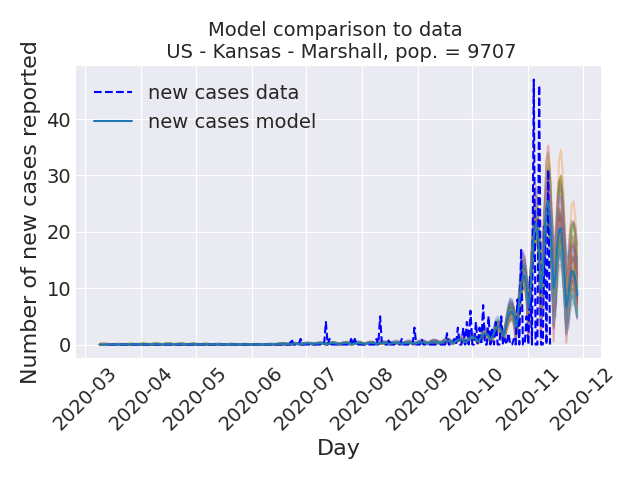 Model comparison to data
US - Kansas - Marshall, pop. = 9707
Number of new cases reported
new cases data
new cases model
40
30
20
10
0
2020-03
2020-04
2020-05
2020-06
2020-07
2020-08
2020-09
2020-10
2020-11
2020-12
Day